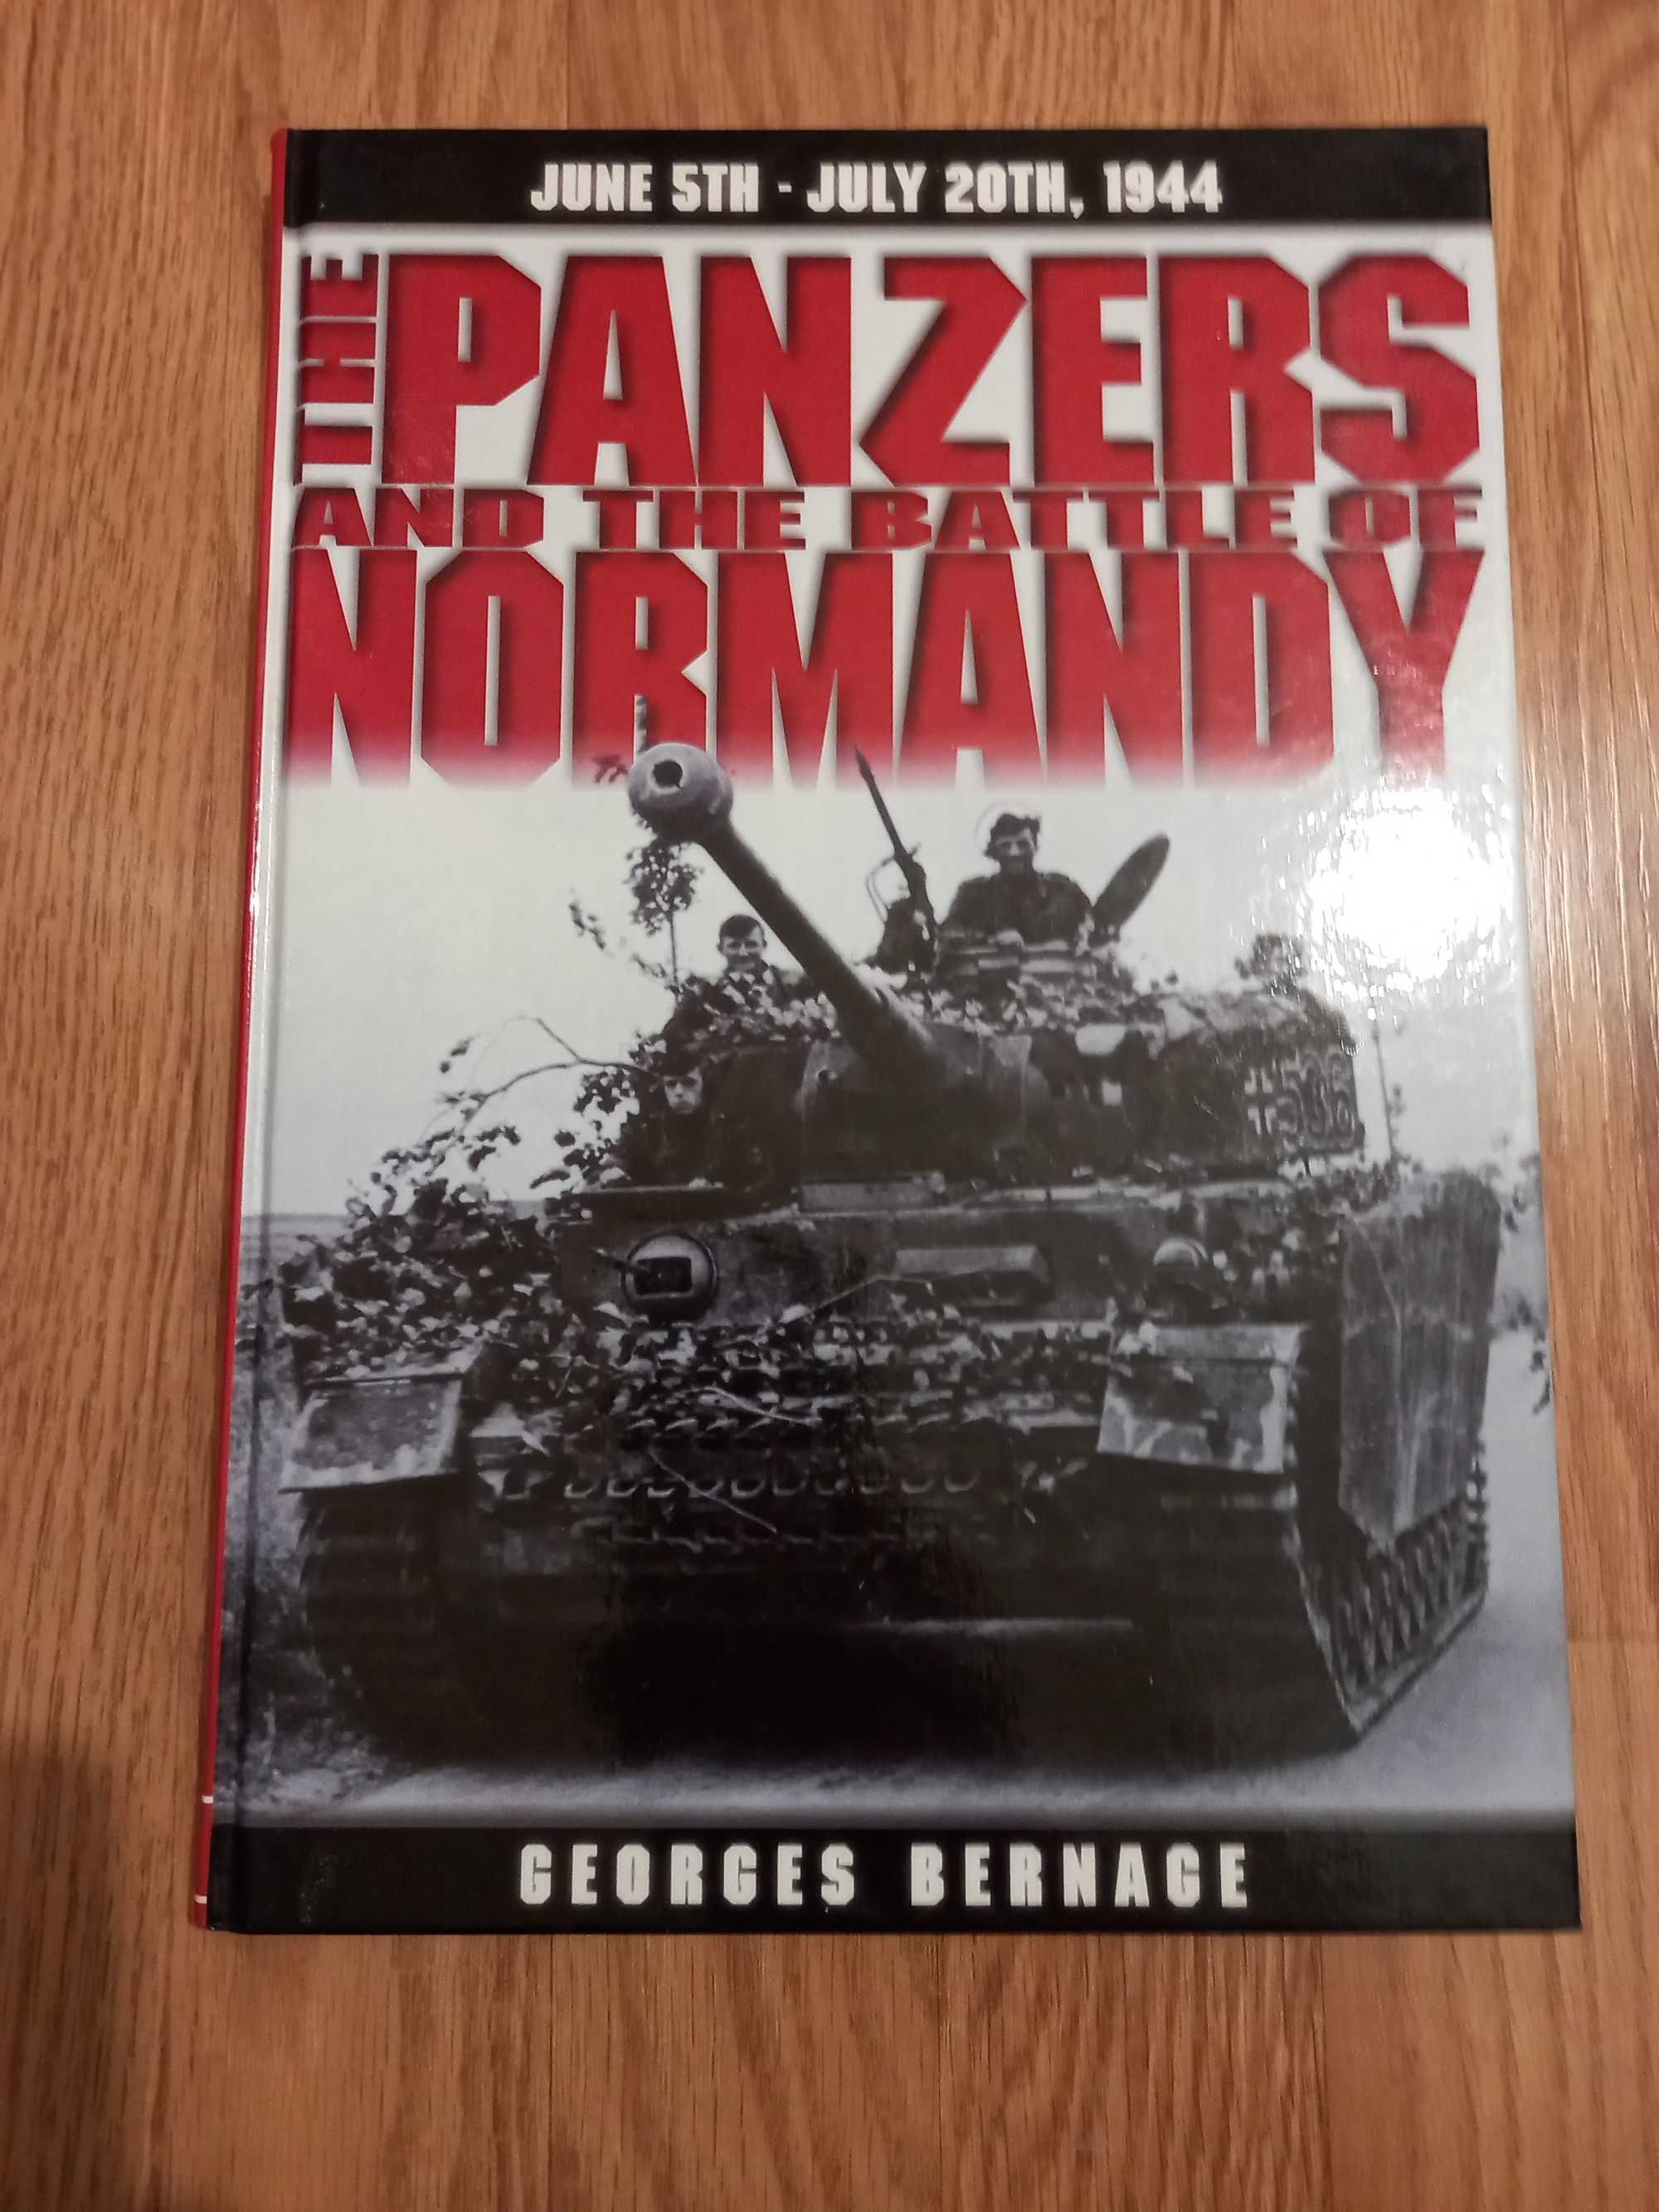 JUNE 5TH - JULY 20TH, 1944
THE
PANZERS
AND THE BATTLE OF
NORMANDY
GEORGES BERNAGE